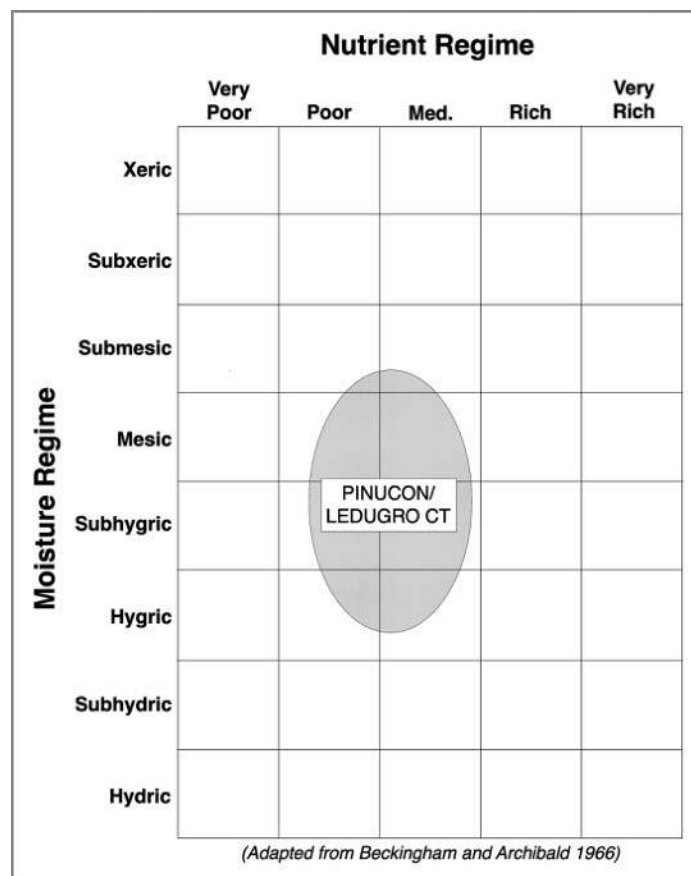 Nutrient Regime
Very
Poor
Poor
Med.
Rich
Very
Rich
Moisture Regime
Xeric
Subxeric
Submesic
Mesic
Subhygric
Hygric
Subhydric
Hydric
PINUCON/
LEDUGRO CT
(Adapted from Beckingham and Archibald 1966)